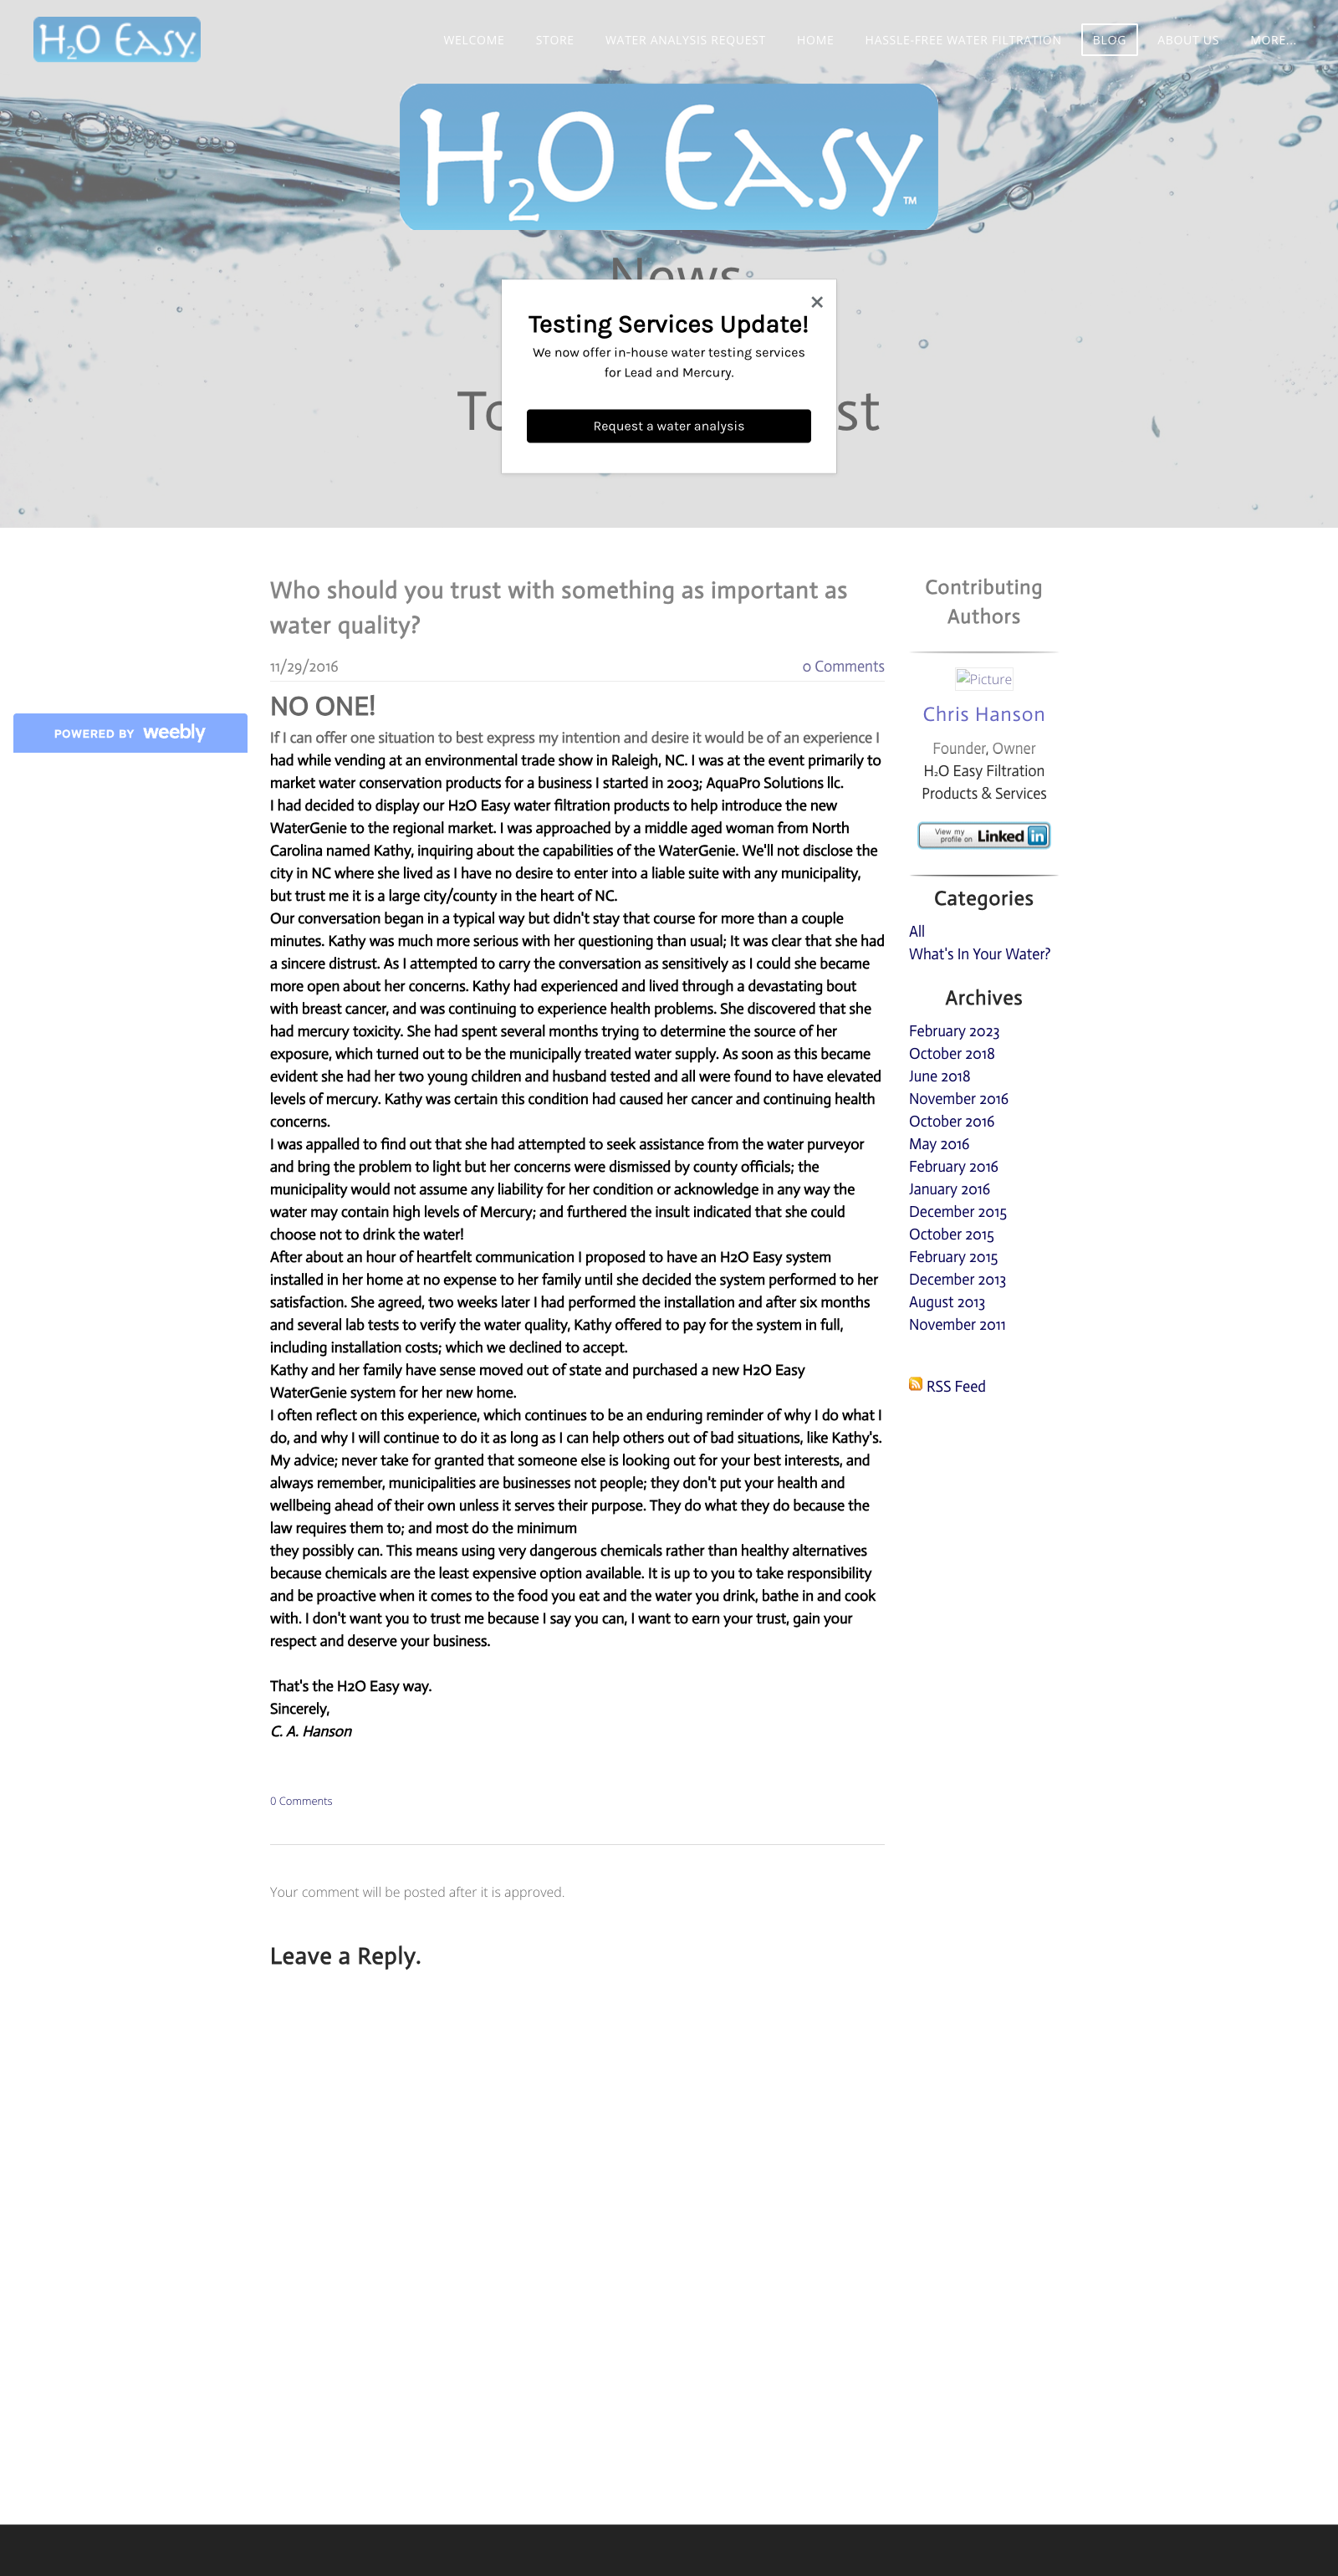 H2O Easy
WELCOME
STORE
WATER ANALYSIS REQUEST
HOME
HASSLE-FREE WATER FILTRATION
BLOG
ABOUT US
MORE...
H2O Easy™
News
Testing Services Update!
We now offer in-house water testing services
for Lead and Mercury.
Request a water analysis
Who should you trust with something as important as
water quality?
11/29/2016
0 Comments
NO ONE!
If I can offer one situation to best express my intention and desire it would be of an experience I
had while vending at an environmental trade show in Raleigh, NC. I was at the event primarily to
market water conservation products for a business I started in 2003; AquaPro Solutions llc.
I had decided to display our H2O Easy water filtration products to help introduce the new
WaterGenie to the regional market. I was approached by a middle aged woman from North
Carolina named Kathy, inquiring about the capabilities of the WaterGenie. We'll not disclose the
city in NC where she lived as I have no desire to enter into a liable suite with any municipality,
but trust me it is a large city/county in the heart of NC.
Our conversation began in a typical way but didn't stay that course for more than a couple
minutes. Kathy was much more serious with her questioning than usual; It was clear that she had
a sincere distrust. As I attempted to carry the conversation as sensitively as I could she became
more open about her concerns. Kathy had experienced and lived through a devastating bout
with breast cancer, and was continuing to experience health problems. She discovered that she
had mercury toxicity. She had spent several months trying to determine the source of her
exposure, which turned out to be the municipally treated water supply. As soon as this became
evident she had her two young children and husband tested and all were found to have elevated
levels of mercury. Kathy was certain this condition had caused her cancer and continuing health
concerns.
I was appalled to find out that she had attempted to seek assistance from the water purveyor
and bring the problem to light but her concerns were dismissed by county officials; the
municipality would not assume any liability for her condition or acknowledge in any way the
water may contain high levels of Mercury; and furthered the insult indicated that she could
choose not to drink the water!
After about an hour of heartfelt communication I proposed to have an H2O Easy system
installed in her home at no expense to her family until she decided the system performed to her
satisfaction. She agreed, two weeks later I had performed the installation and after six months
and several lab tests to verify the water quality, Kathy offered to pay for the system in full,
including installation costs; which we declined to accept.
Kathy and her family have sense moved out of state and purchased a new H2O Easy
WaterGenie system for her new home.
I often reflect on this experience, which continues to be an enduring reminder of why I do what I
do, and why I will continue to do it as long as I can help others out of bad situations, like Kathy's.
My advice; never take for granted that someone else is looking out for your best interests, and
always remember, municipalities are businesses not people; they don't put your health and
wellbeing ahead of their own unless it serves their purpose. They do what they do because the
law requires them to; and most do the minimum
they possibly can. This means using very dangerous chemicals rather than healthy alternatives
because chemicals are the least expensive option available. It is up to you to take responsibility
and be proactive when it comes to the food you eat and the water you drink, bathe in and cook
with. I don't want you to trust me because I say you can, I want to earn your trust, gain your
respect and deserve your business.
That's the H2O Easy way.
Sincerely,
C. A. Hanson
0 Comments
Your comment will be posted after it is approved.
Leave a Reply.
Contributing
Authors
Picture
Chris Hanson
Founder, Owner
H2O Easy Filtration
Products & Services
View my
profile on Linked in
Categories
All
What's In Your Water?
Archives
February 2023
October 2018
June 2018
November 2016
October 2016
May 2016
February 2016
January 2016
December 2015
October 2015
February 2015
December 2013
August 2013
November 2011
RSS Feed
POWERED BY weebly